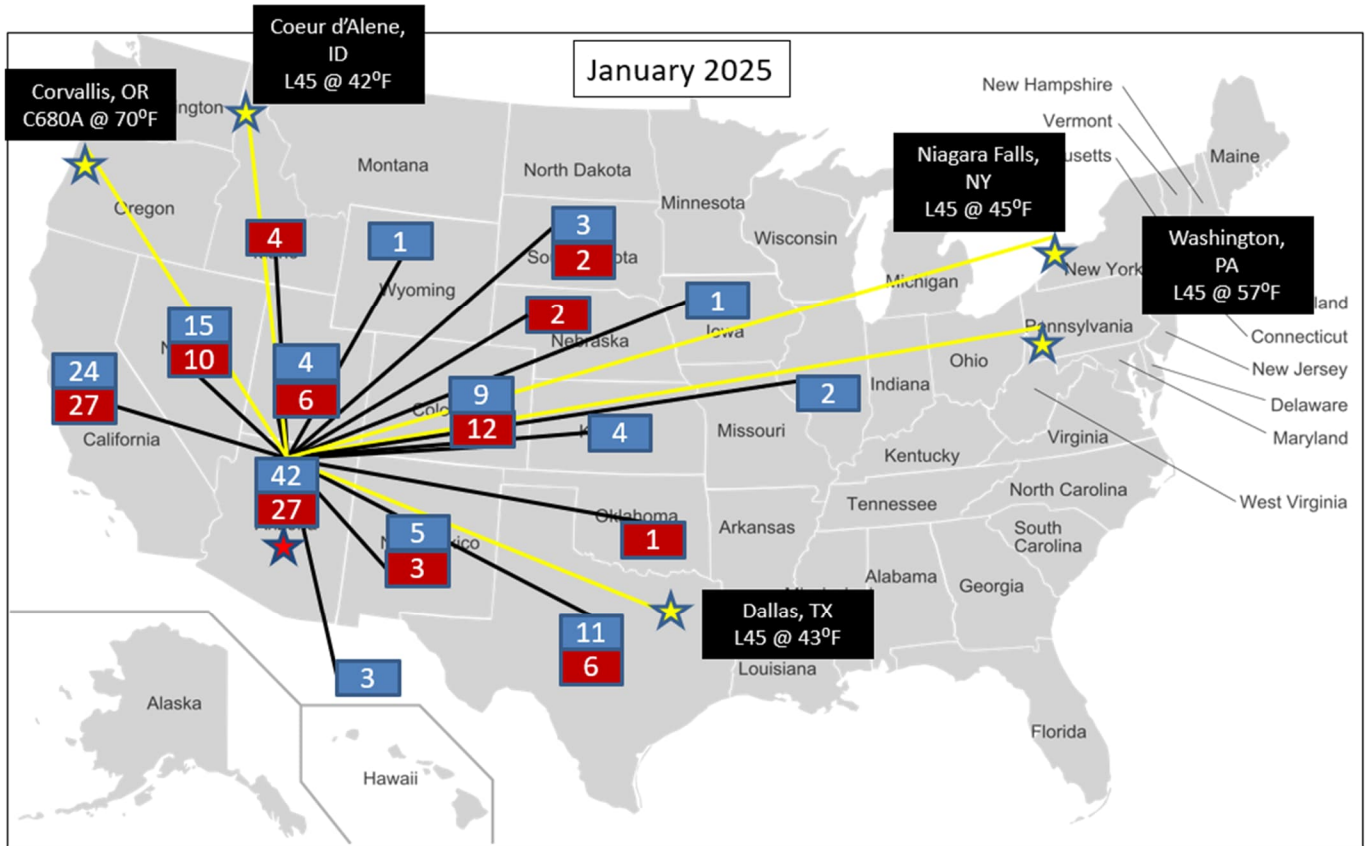 Coeur d'Alene,
ID
L45 @ 42⁰F
January 2025
Corvallis, OR
C680A @ 70⁰F
ington
New Hampshire
Vermont
usetts
Maine
Niagara Falls,
NY
L45 @ 45⁰F
Washington,
PA
L45 @ 57⁰F
Montana
North Dakota
Minnesota
Oregon
Wisconsin
Michigan
New York
land
Connecticut
New Jersey
Delaware
Maryland
West Virginia
4
1
3
2
Wyoming
1
Iowa
2
Nebraska
Pennsylvania
Ohio
Indiana
15
10
24
27
California
4
6
9
12
2
4
Missouri
Virginia
Kentucky
42
27
North Carolina
Tennessee
South
Carolina
Arkansas
Oklahoma
1
5
3
Alabama
Georgia
11
6
Dallas, TX
L45 @ 43⁰F
Louisiana
3
Alaska
Hawaii
Florida